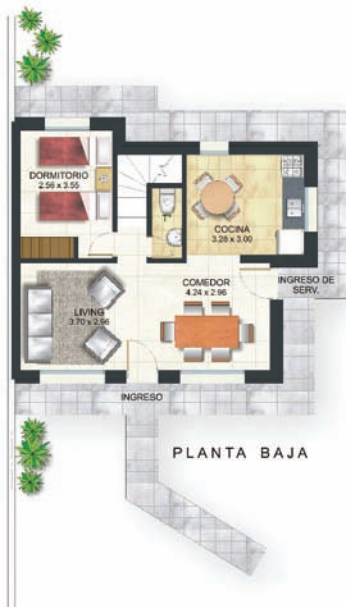 DORMITORIO
2.56 x 3.55
COCINA
3.28 x 3.00
COMEDOR
4.24 x 2.96
INGRESO DE
SERV.
LIVING
3.70 x 2.96
INGRESO
PLANTA BAJA